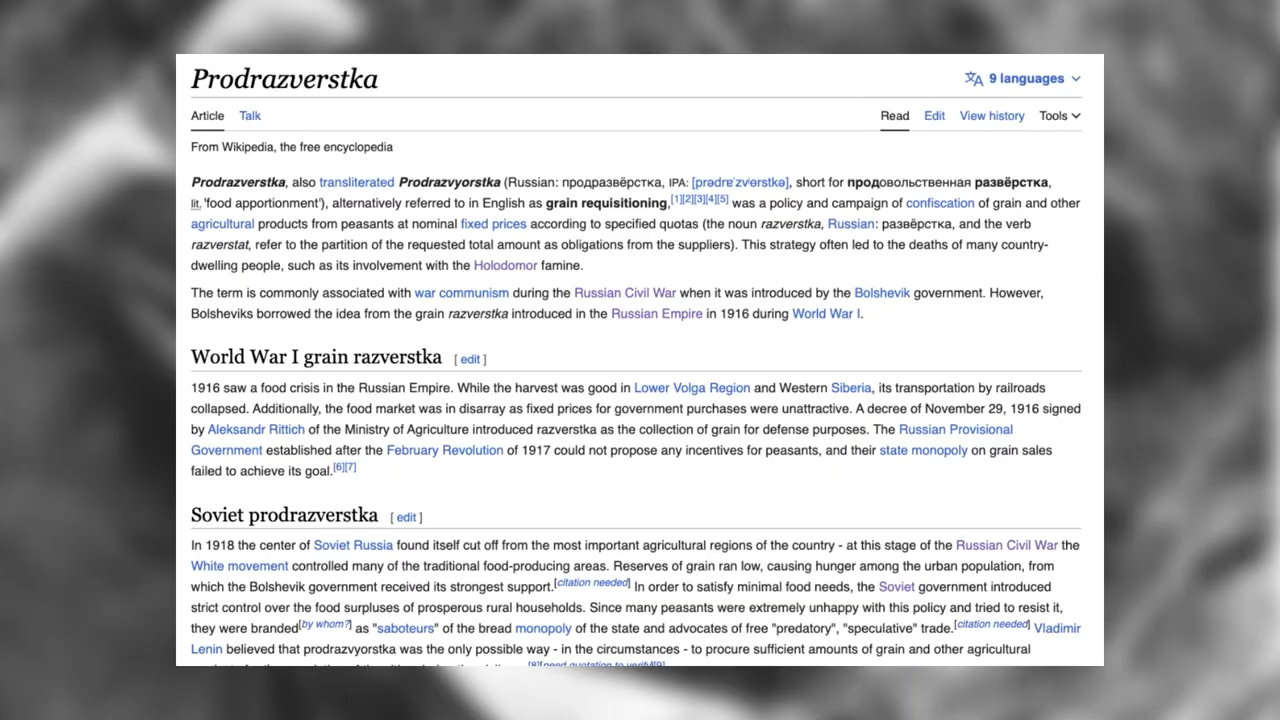 Prodrazverstka
9 languages
Article Talk Read Edit View history Tools
From Wikipedia, the free encyclopedia
Prodrazverstka, also transliterated Prodrazvyorstka (Russian: продразвёрстка, IPA: [prədrɐˈzvʲɵrstkə], short for продовольственная развёрстка,
lit. 'food apportionment'), alternatively referred to in English as grain requisitioning,[1][2][3][4][5] was a policy and campaign of confiscation of grain and other
agricultural products from peasants at nominal fixed prices according to specified quotas (the noun razverstka, Russian: развёрстка, and the verb
razverstat, refer to the partition of the requested total amount as obligations from the suppliers). This strategy often led to the deaths of many country-
dwelling people, such as its involvement with the Holodomor famine.
The term is commonly associated with war communism during the Russian Civil War when it was introduced by the Bolshevik government. However,
Bolsheviks borrowed the idea from the grain razverstka introduced in the Russian Empire in 1916 during World War I.
World War I grain razverstka [ edit ]
1916 saw a food crisis in the Russian Empire. While the harvest was good in Lower Volga Region and Western Siberia, its transportation by railroads
collapsed. Additionally, the food market was in disarray as fixed prices for government purchases were unattractive. A decree of November 29, 1916 signed
by Aleksandr Rittich of the Ministry of Agriculture introduced razverstka as the collection of grain for defense purposes. The Russian Provisional
Government established after the February Revolution of 1917 could not propose any incentives for peasants, and their state monopoly on grain sales
failed to achieve its goal.[6][7]
Soviet prodrazverstka [ edit ]
In 1918 the center of Soviet Russia found itself cut off from the most important agricultural regions of the country - at this stage of the Russian Civil War the
White movement controlled many of the traditional food-producing areas. Reserves of grain ran low, causing hunger among the urban population, from
which the Bolshevik government received its strongest support.[citation needed] In order to satisfy minimal food needs, the Soviet government introduced
strict control over the food surpluses of prosperous rural households. Since many peasants were extremely unhappy with this policy and tried to resist it,
they were branded[by whom?] as "saboteurs" of the bread monopoly of the state and advocates of free "predatory", "speculative" trade.[citation needed] Vladimir
Lenin believed that prodrazvyorstka was the only possible way - in the circumstances - to procure sufficient amounts of grain and other agricultural
[8][need quotation to verify][9]